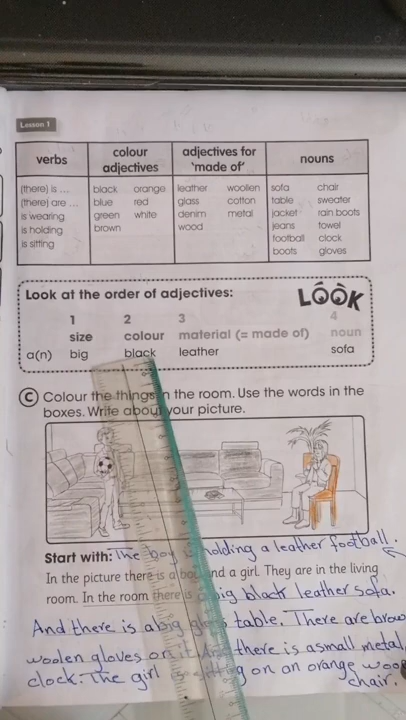 Lesson 1
verbs colour adjectives adjectives for 'made of' nouns
(there) is ... black orange leather woollen sofa chair
(there) are ... blue red glass cotton table sweater
is wearing green white denim metal jacket rain boots
is holding brown wood jeans towel
is sitting football clock
boots gloves
Look at the order of adjectives: LOOK
1 2 3 4
size colour material (= made of) noun
a(n) big black leather sofa
C Colour the things in the room. Use the words in the
boxes. Write about your picture.
Start with: The boy is holding a leather football.
In the picture there is a boy and a girl. They are in the living
room. In the room there is a big black leather sofa.
And there is a big glass table. There are brow
woolen gloves on it. And there is a small metal
clock. The girl is sitting on an orange woo
chair.